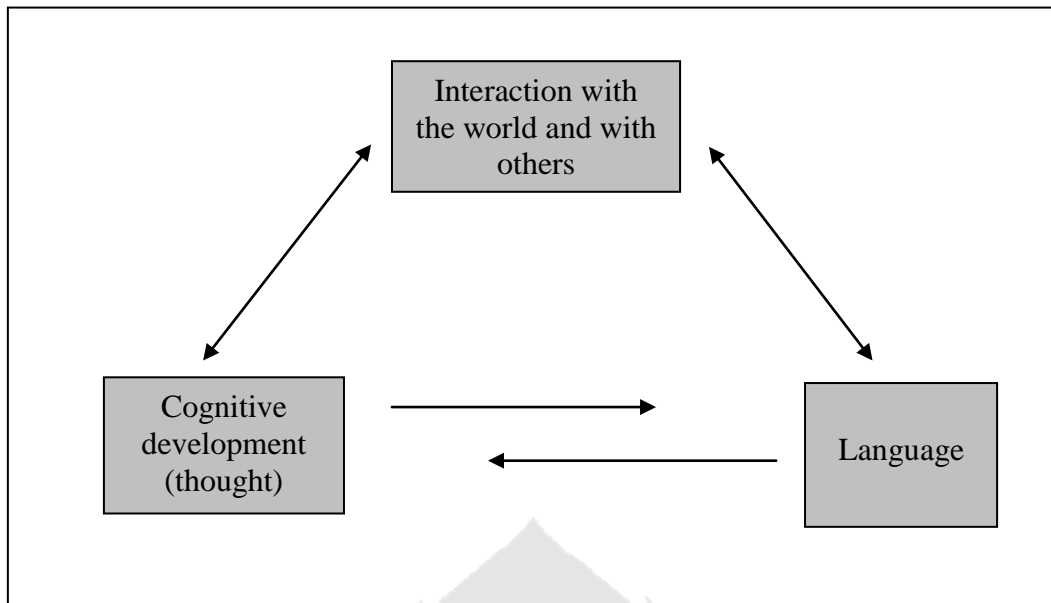 Interaction with
the world and with
others
Cognitive
development
(thought)
Language